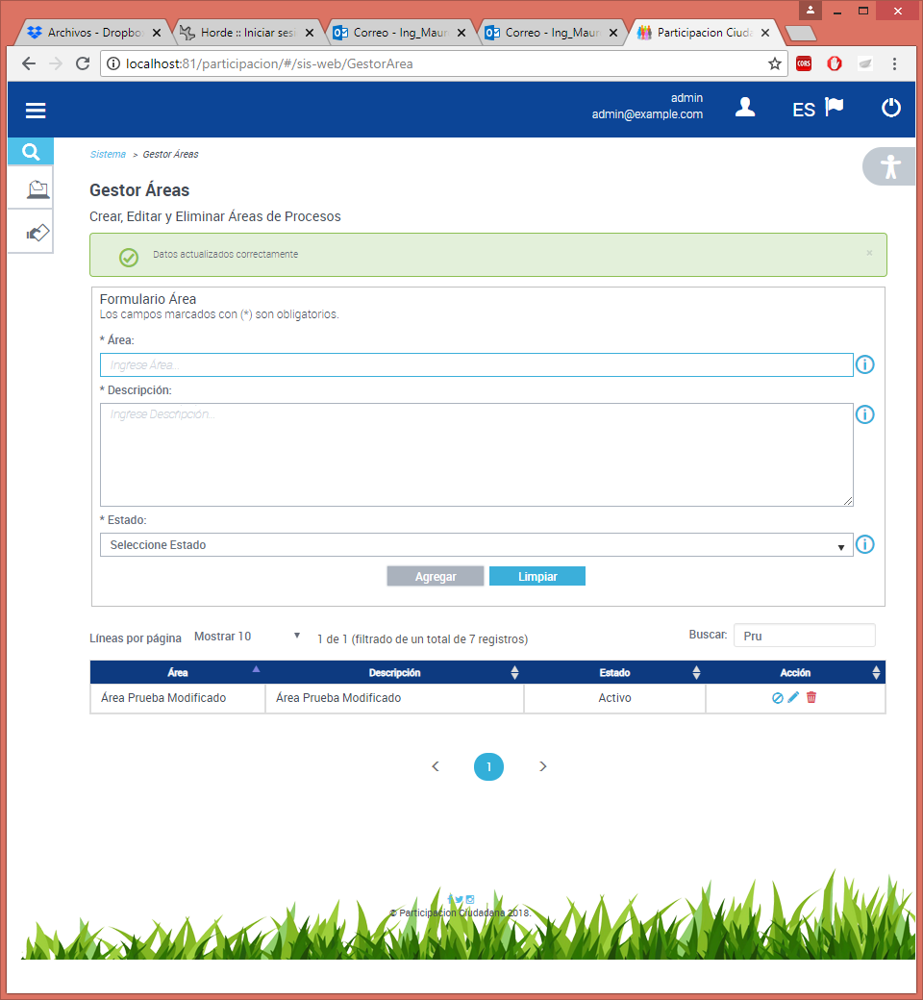 Archivos - Dropbo
Horde :: Iniciar ses
Correo - Ing_Maur
Correo - Ing_Maur
Participacion Ciuda
localhost:81/participacion/#/sis-web/GestorArea
CORS
admin
admin@example.com
ES
Sistema > Gestor Áreas
Gestor Áreas
Crear, Editar y Eliminar Áreas de Procesos
Datos actualizados correctamente
×
Formulario Área
Los campos marcados con (*) son obligatorios.
* Área:
Ingrese Area...
* Descripción:
Ingrese Descripción...
* Estado:
Seleccione Estado
Agregar Limpiar
Líneas por página Mostrar 10 1 de 1 (filtrado de un total de 7 registros) Buscar: Pru
Área Descripción Estado Acción
Área Prueba Modificado Área Prueba Modificado Activo
< 1 >
© Participacion Ciudadana 2018.